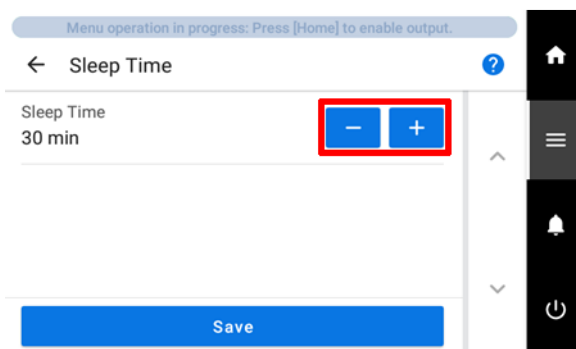 Menu operation in progress: Press [Home] to enable output.
Sleep Time
Sleep Time
30 min
Save